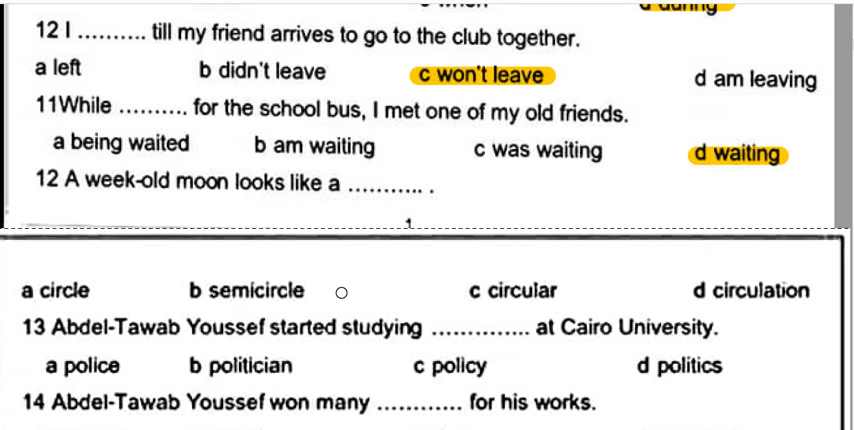 d during
12 I .......... till my friend arrives to go to the club together.
a left b didn't leave c won't leave d am leaving
11While .......... for the school bus, I met one of my old friends.
a being waited b am waiting c was waiting d waiting
12 A week-old moon looks like a ........... .
1
a circle b semicircle c circular d circulation
13 Abdel-Tawab Youssef started studying .............. at Cairo University.
a police b politician c policy d politics
14 Abdel-Tawab Youssef won many ............ for his works.